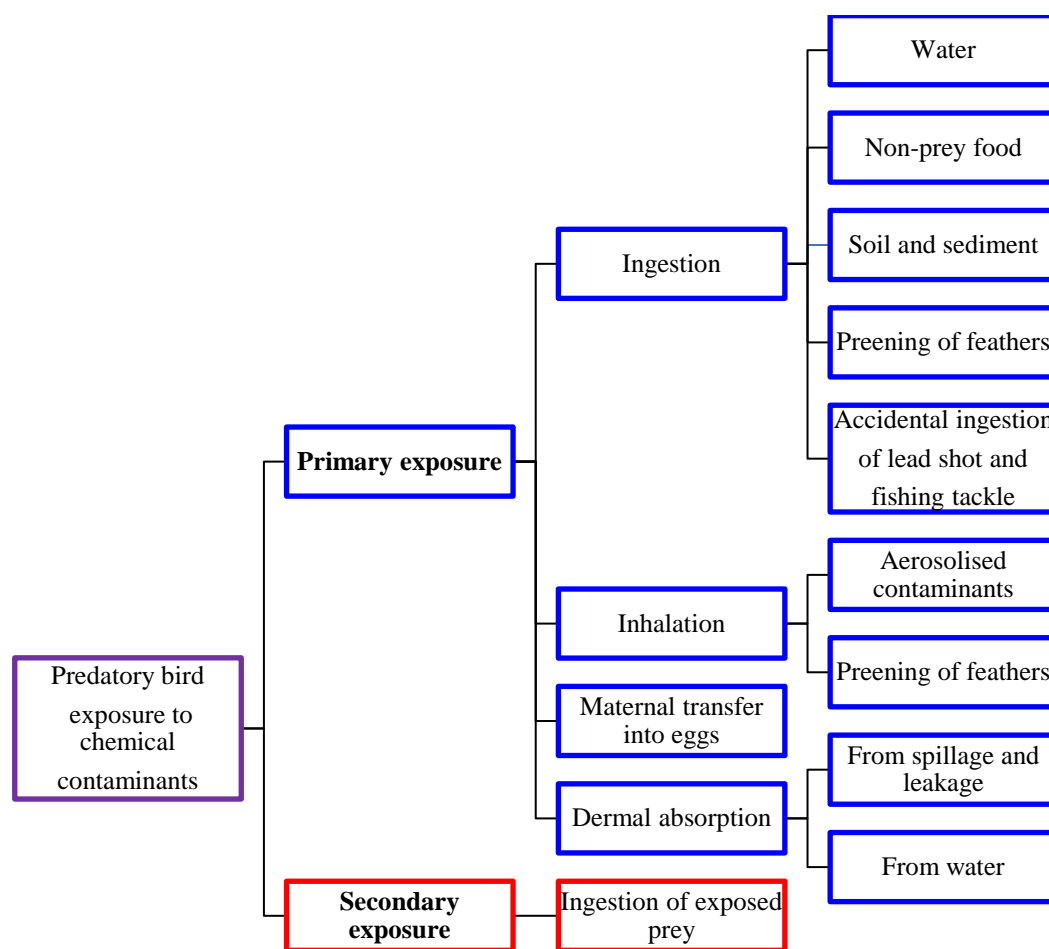 Water
Non-prey food
Soil and sediment
Ingestion
Preening of feathers
Accidental ingestion
of lead shot and
fishing tackle
Primary exposure
Aerosolised
contaminants
Inhalation
Preening of feathers
Predatory bird
exposure to
chemical
contaminants
Maternal transfer
into eggs
From spillage and
leakage
Dermal absorption
From water
Secondary
exposure
Ingestion of exposed
prey